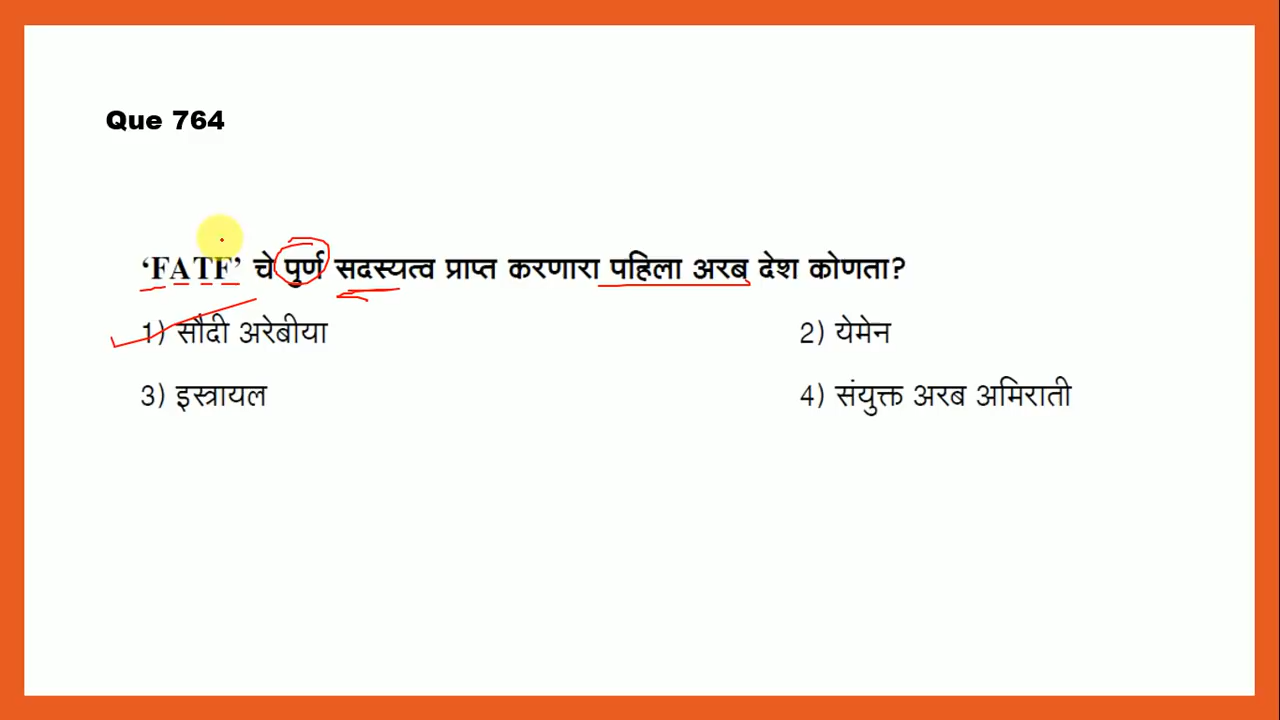 Que 764
‘FATF’ चे पुर्ण सदस्यत्व प्राप्त करणारा पहिला अरब देश कोणता?
1) सौदी अरेबीया
2) येमेन
3) इस्त्रायल
4) संयुक्त अरब अमिराती